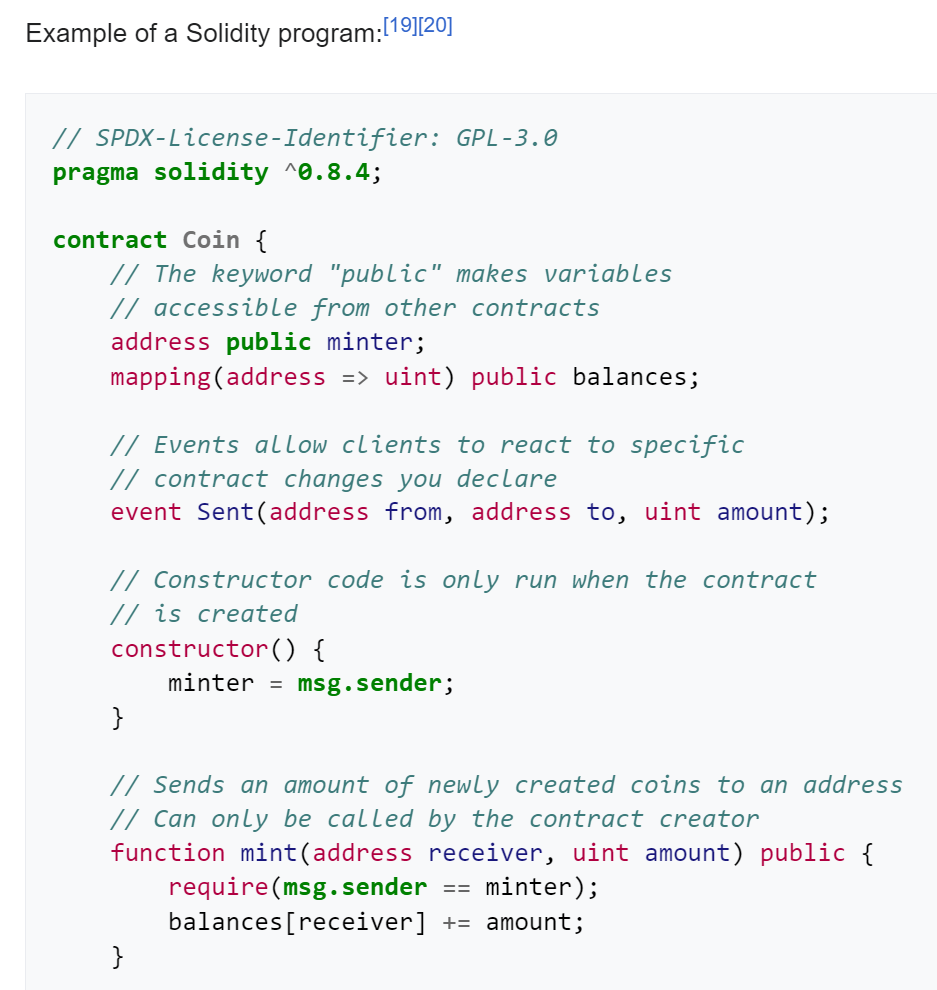 Example of a Solidity program:[19][20]
// SPDX-License-Identifier: GPL-3.0
pragma solidity ^0.8.4;
contract Coin {
    // The keyword "public" makes variables
    // accessible from other contracts
    address public minter;
    mapping(address => uint) public balances;
    // Events allow clients to react to specific
    // contract changes you declare
    event Sent(address from, address to, uint amount);
    // Constructor code is only run when the contract
    // is created
    constructor() {
        minter = msg.sender;
    }
    // Sends an amount of newly created coins to an address
    // Can only be called by the contract creator
    function mint(address receiver, uint amount) public {
        require(msg.sender == minter);
        balances[receiver] += amount;
    }